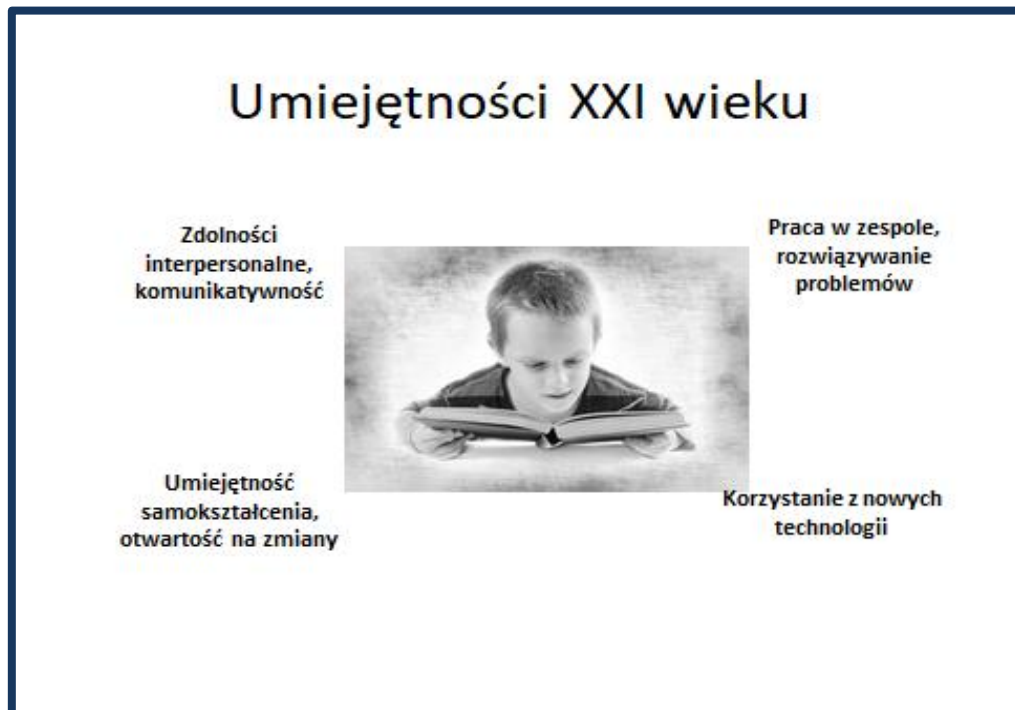 Umiejętności XXI wieku
Zdolności
interpersonalne,
komunikatywność
Praca w zespole,
rozwiązywanie
problemów
Umiejętność
samokształcenia,
otwartość na zmiany
Korzystanie z nowych
technologii